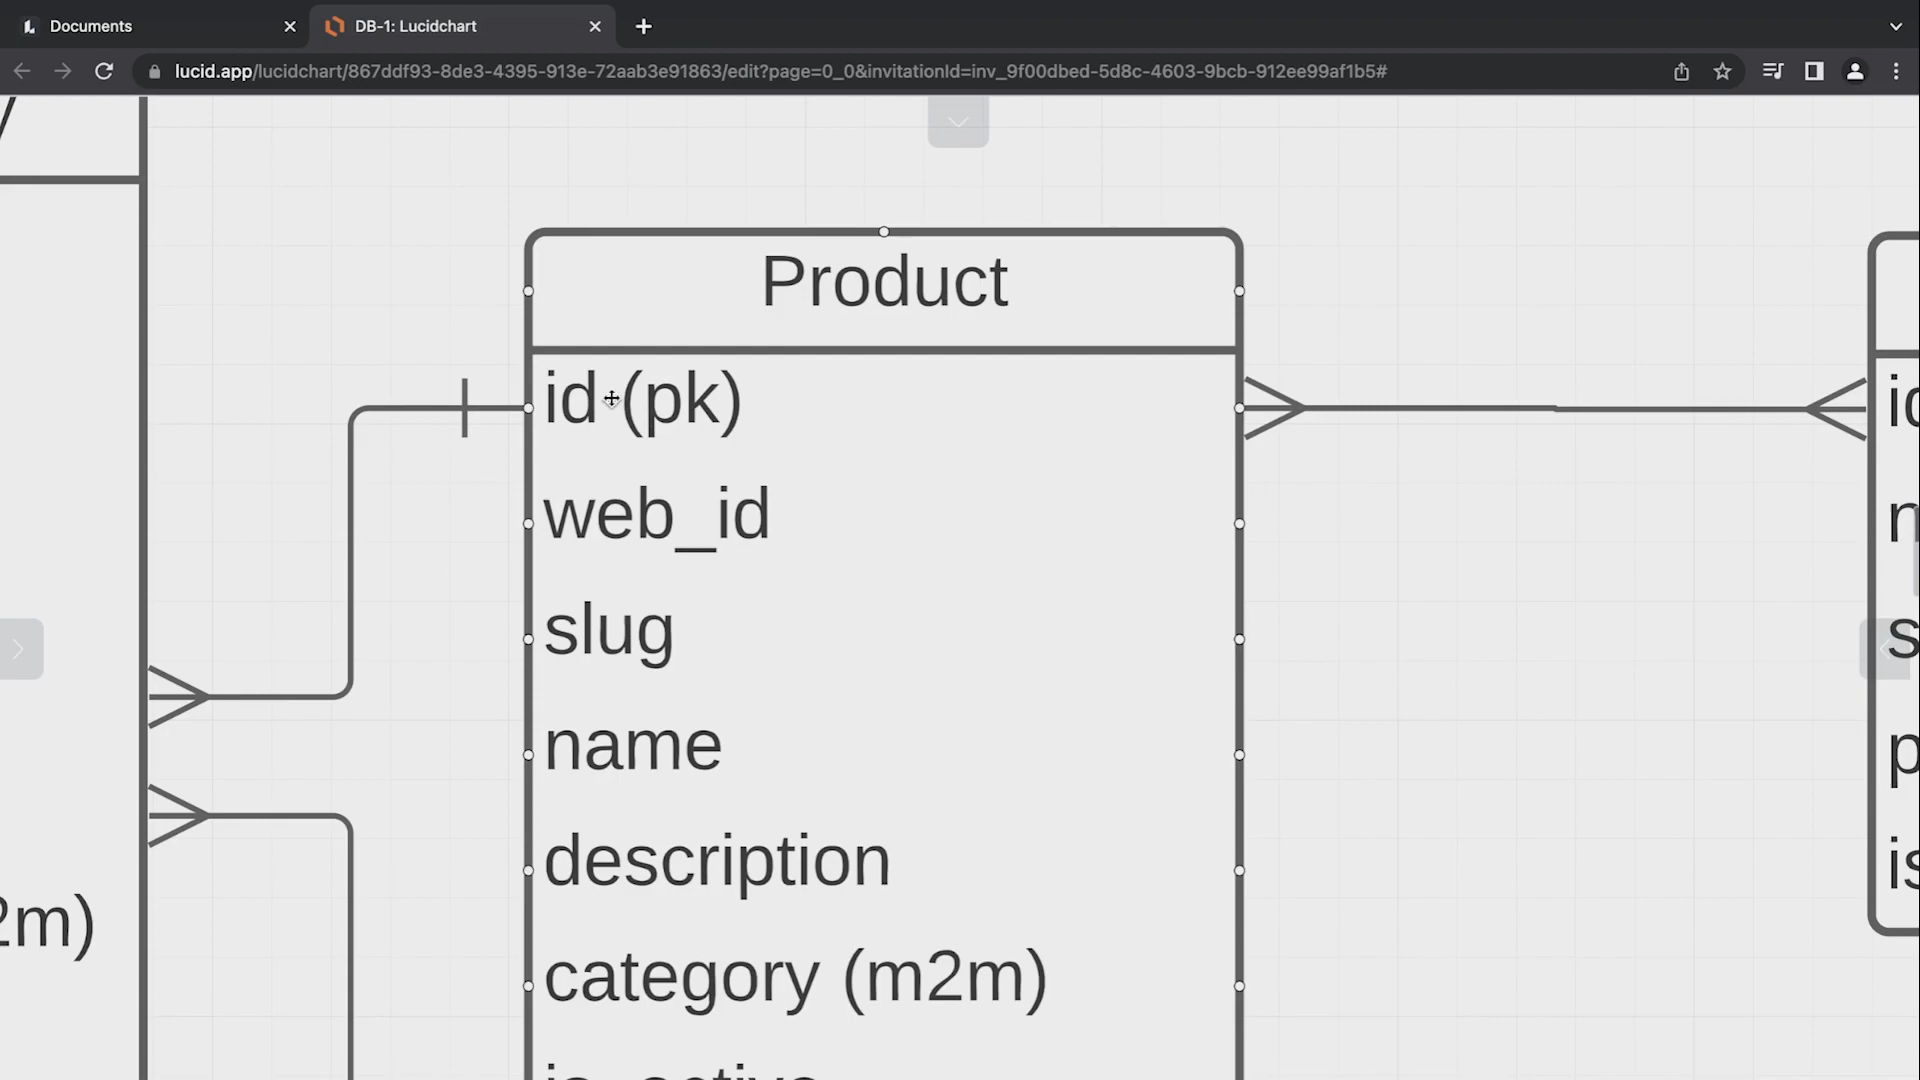 Documents
DB-1: Lucidchart
lucid.app/lucidchart/867ddf93-8de3-4395-913e-72aab3e91863/edit?page=0_0&invitationId=inv_9f00dbed-5d8c-4603-9bcb-912ee99af1b5#
Product
id (pk)
web_id
slug
name
description
category (m2m)
2m)